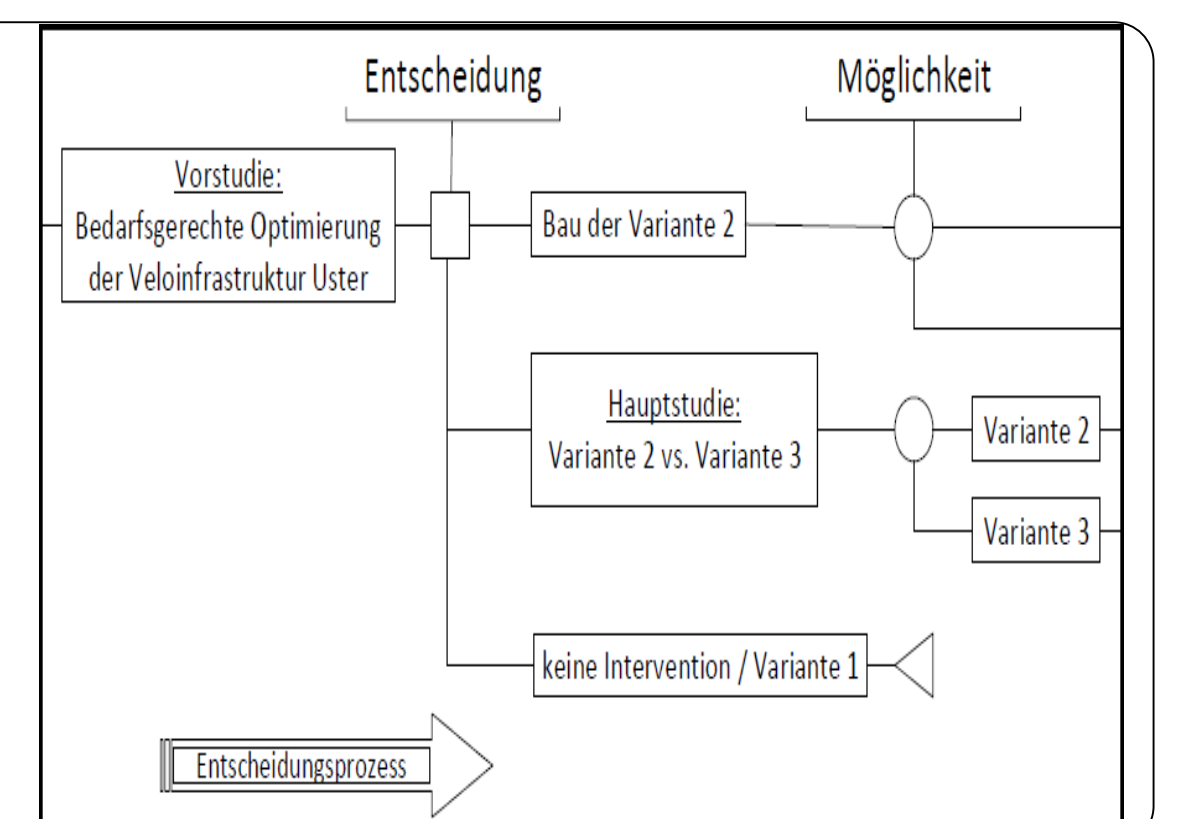 Entscheidung
Möglichkeit
Vorstudie:
Bedarfsgerechte Optimierung
der Veloinfrastruktur Uster
Bau der Variante 2
Hauptstudie:
Variante 2 vs. Variante 3
Variante 2
Variante 3
keine Intervention / Variante 1
Entscheidungsprozess